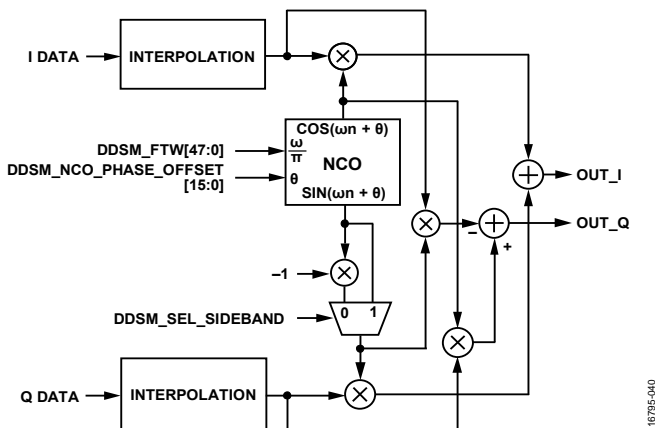 I DATA
INTERPOLATION
COS(ωn + θ)
DDSM_FTW[47:0]
ω
π
NCO
DDSM_NCO_PHASE_OFFSET
[15:0]
θ
SIN(ωn + θ)
OUT_I
–
OUT_Q
+
–1
0
1
DDSM_SEL_SIDEBAND
Q DATA
INTERPOLATION
16795-040